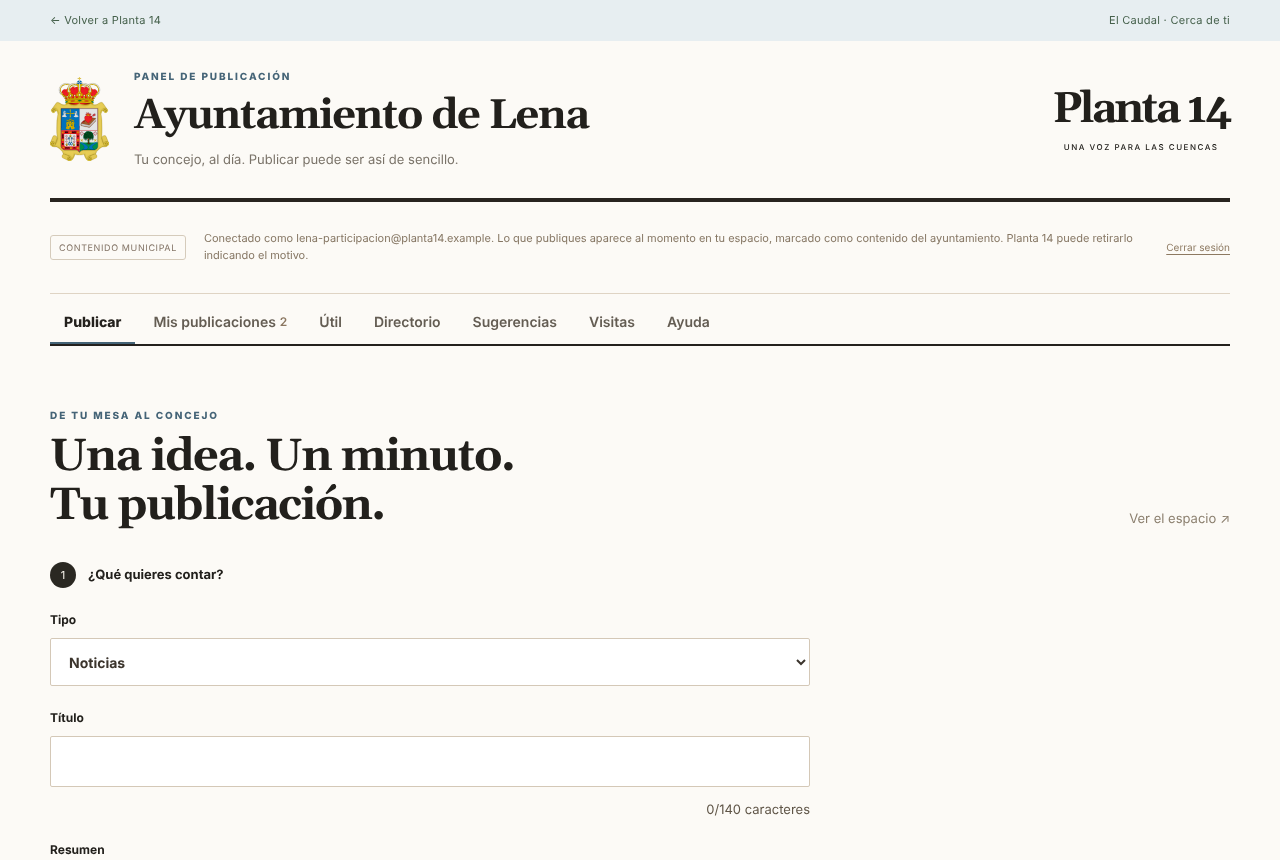 ← Volver a Planta 14
El Caudal · Cerca de ti
PANEL DE PUBLICACIÓN
Ayuntamiento de Lena
Tu concejo, al día. Publicar puede ser así de sencillo.
Planta 14
UNA VOZ PARA LAS CUENCAS
CONTENIDO MUNICIPAL
Conectado como lena-participacion@planta14.example. Lo que publiques aparece al momento en tu espacio, marcado como contenido del ayuntamiento. Planta 14 puede retirarlo
indicando el motivo.
Cerrar sesión
Publicar
Mis publicaciones 2
Útil
Directorio
Sugerencias
Visitas
Ayuda
DE TU MESA AL CONCEJO
Una idea. Un minuto.
Tu publicación.
Ver el espacio ↗
1 ¿Qué quieres contar?
Tipo
Noticias
Título
0/140 caracteres
Resumen